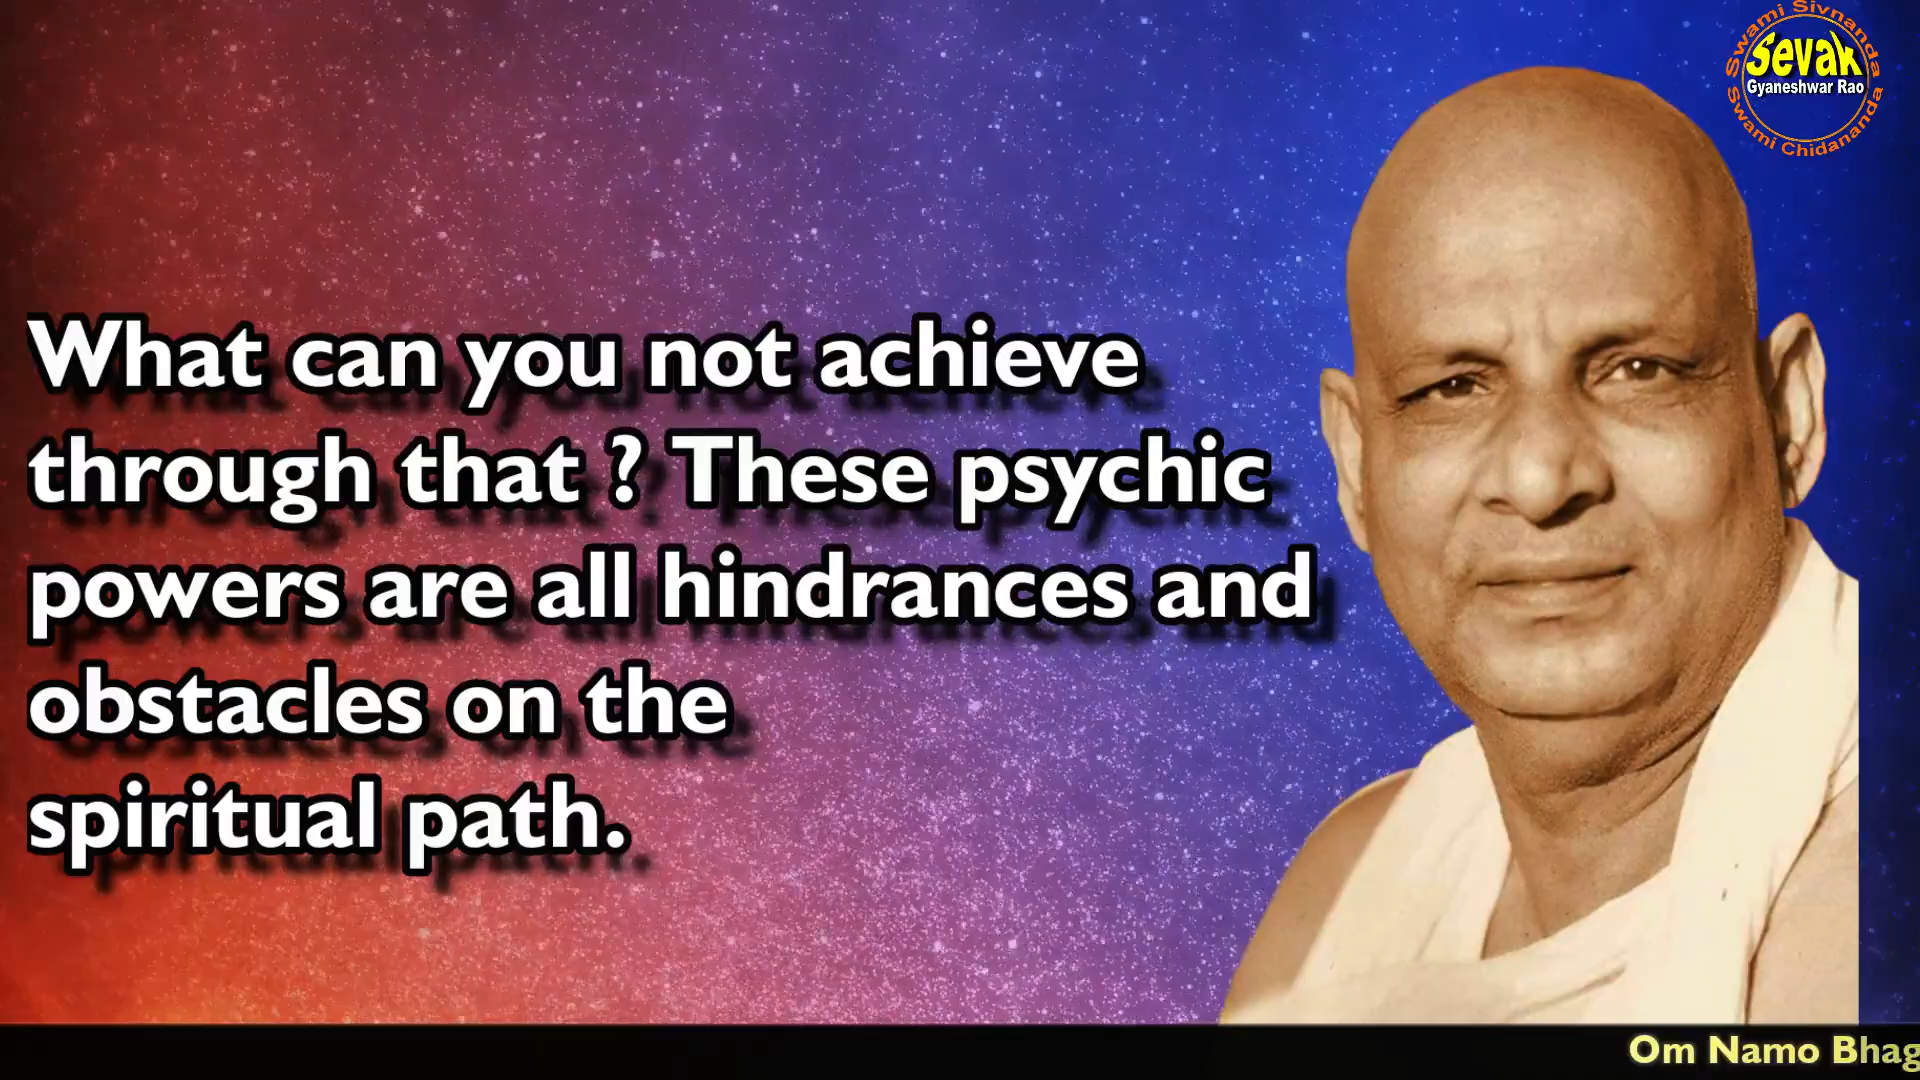 Swami Sivnanda
Sevak
Gyaneshwar Rao
Swami Chidananda
What can you not achieve
through that ? These psychic
powers are all hindrances and
obstacles on the
spiritual path.
Om Namo Bhag